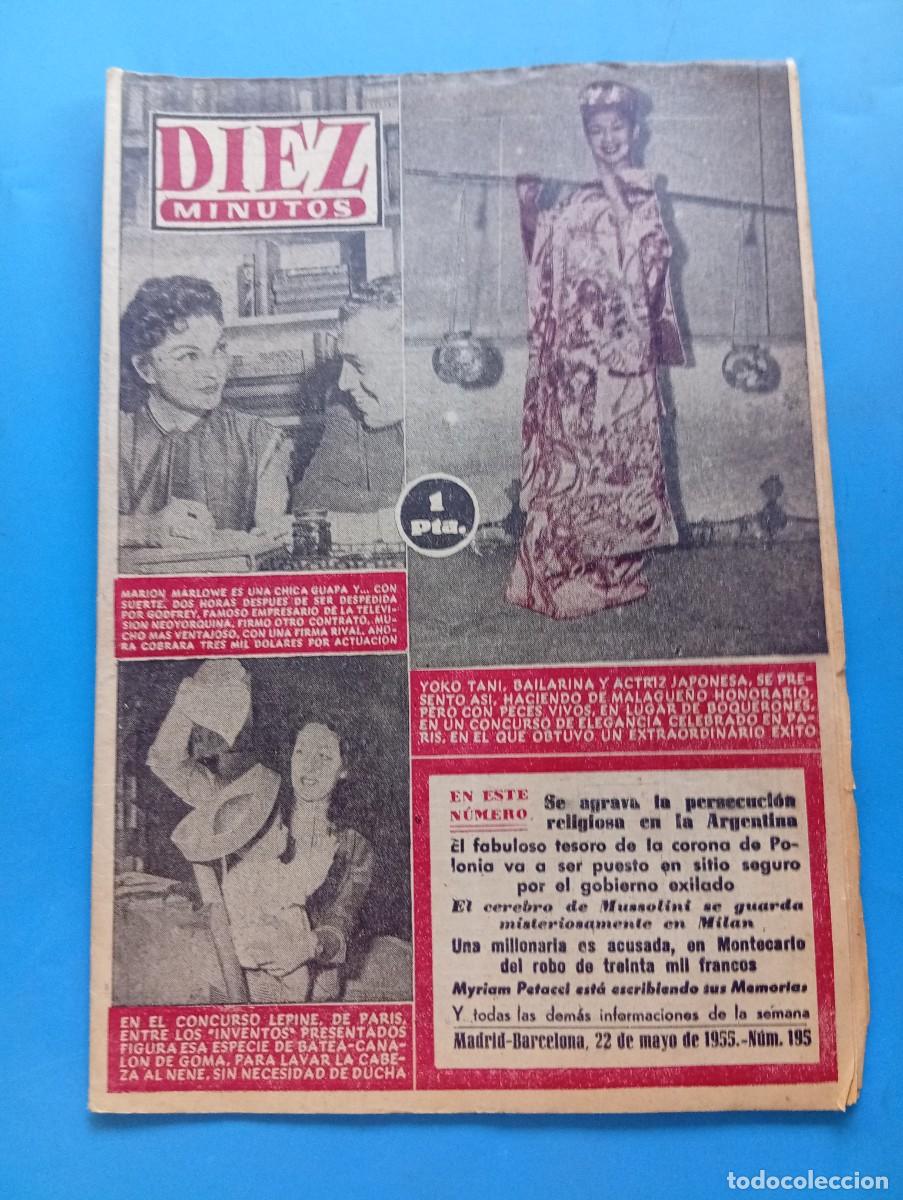 DIEZ
MINUTOS
1
Pta.
MARION MARLOWE ES UNA CHICA GUAPA Y... CON
SUERTE. DOS HORAS DESPUES DE SER DESPEDIDA
POR GODFREY, FAMOSO EMPRESARIO DE LA TELEVI-
SION NEOYORQUINA, FIRMO OTRO CONTRATO, MU-
CHO MAS VENTAJOSO, CON UNA FIRMA RIVAL. AHO-
RA COBRARA TRES MIL DOLARES POR ACTUACION
YOKO TANI, BAILARINA Y ACTRIZ JAPONESA, SE PRE-
SENTO ASI, HACIENDO DE MALAGUEÑO HONORARIO,
PERO CON PECES VIVOS, EN LUGAR DE BOQUERONES,
EN UN CONCURSO DE ELEGANCIA CELEBRADO EN PA-
RIS, EN EL QUE OBTUVO UN EXTRAORDINARIO EXITO
EN EL CONCURSO LEPINE, DE PARIS,
ENTRE LOS "INVENTOS" PRESENTADOS
FIGURA ESA ESPECIE DE BATEA-CANA-
LON DE GOMA, PARA LAVAR LA CABE-
ZA AL NENE, SIN NECESIDAD DE DUCHA
EN ESTE
NÚMERO
Se agrava la persecución
religiosa en la Argentina
El fabuloso tesoro de la corona de Po-
lonia va a ser puesto en sitio seguro
por el gobierno exilado
El cerebro de Mussolini se guarda
misteriosamente en Milan
Una millonaria es acusada, en Montecarlo
del robo de treinta mil francos
Myriam Petacci está escribiendo sus Memorias
Y todas las demás informaciones de la semana
Madrid-Barcelona, 22 de mayo de 1955.-Núm. 195
todocoleccion